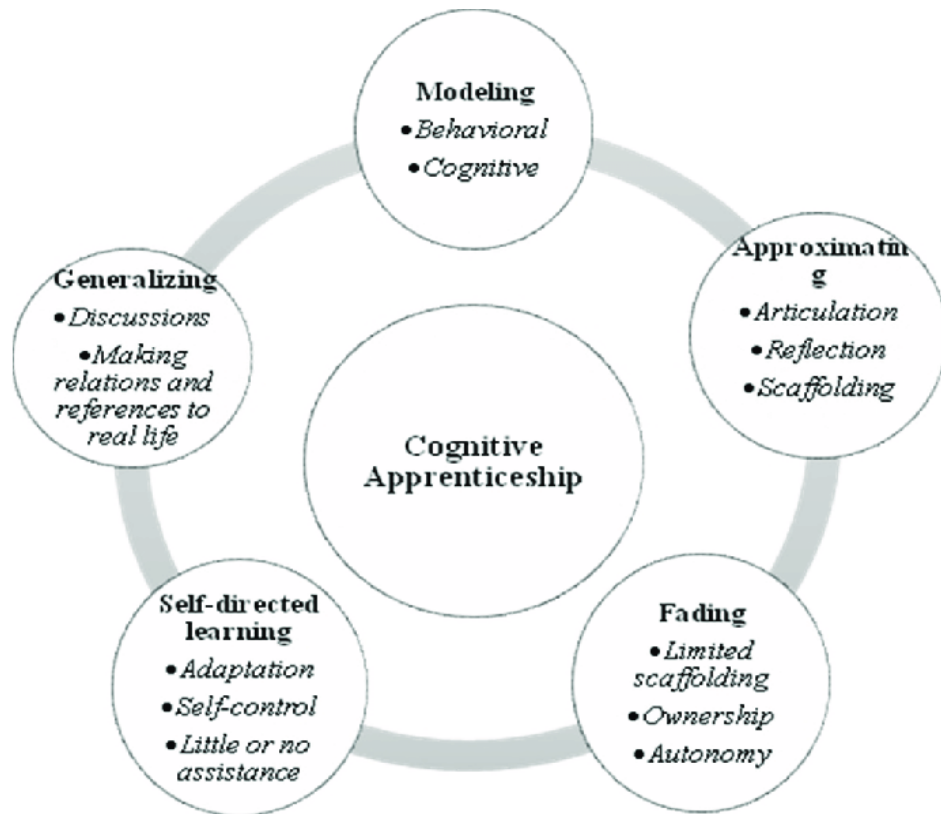 Modeling
• Behavioral
• Cognitive
Approximatin
g
• Articulation
• Reflection
• Scaffolding
Generalizing
• Discussions
• Making
relations and
references to
real life
Cognitive
Apprenticeship
Self-directed
learning
• Adaptation
• Self-control
• Little or no
assistance
Fading
• Limited
scaffolding
• Ownership
• Autonomy